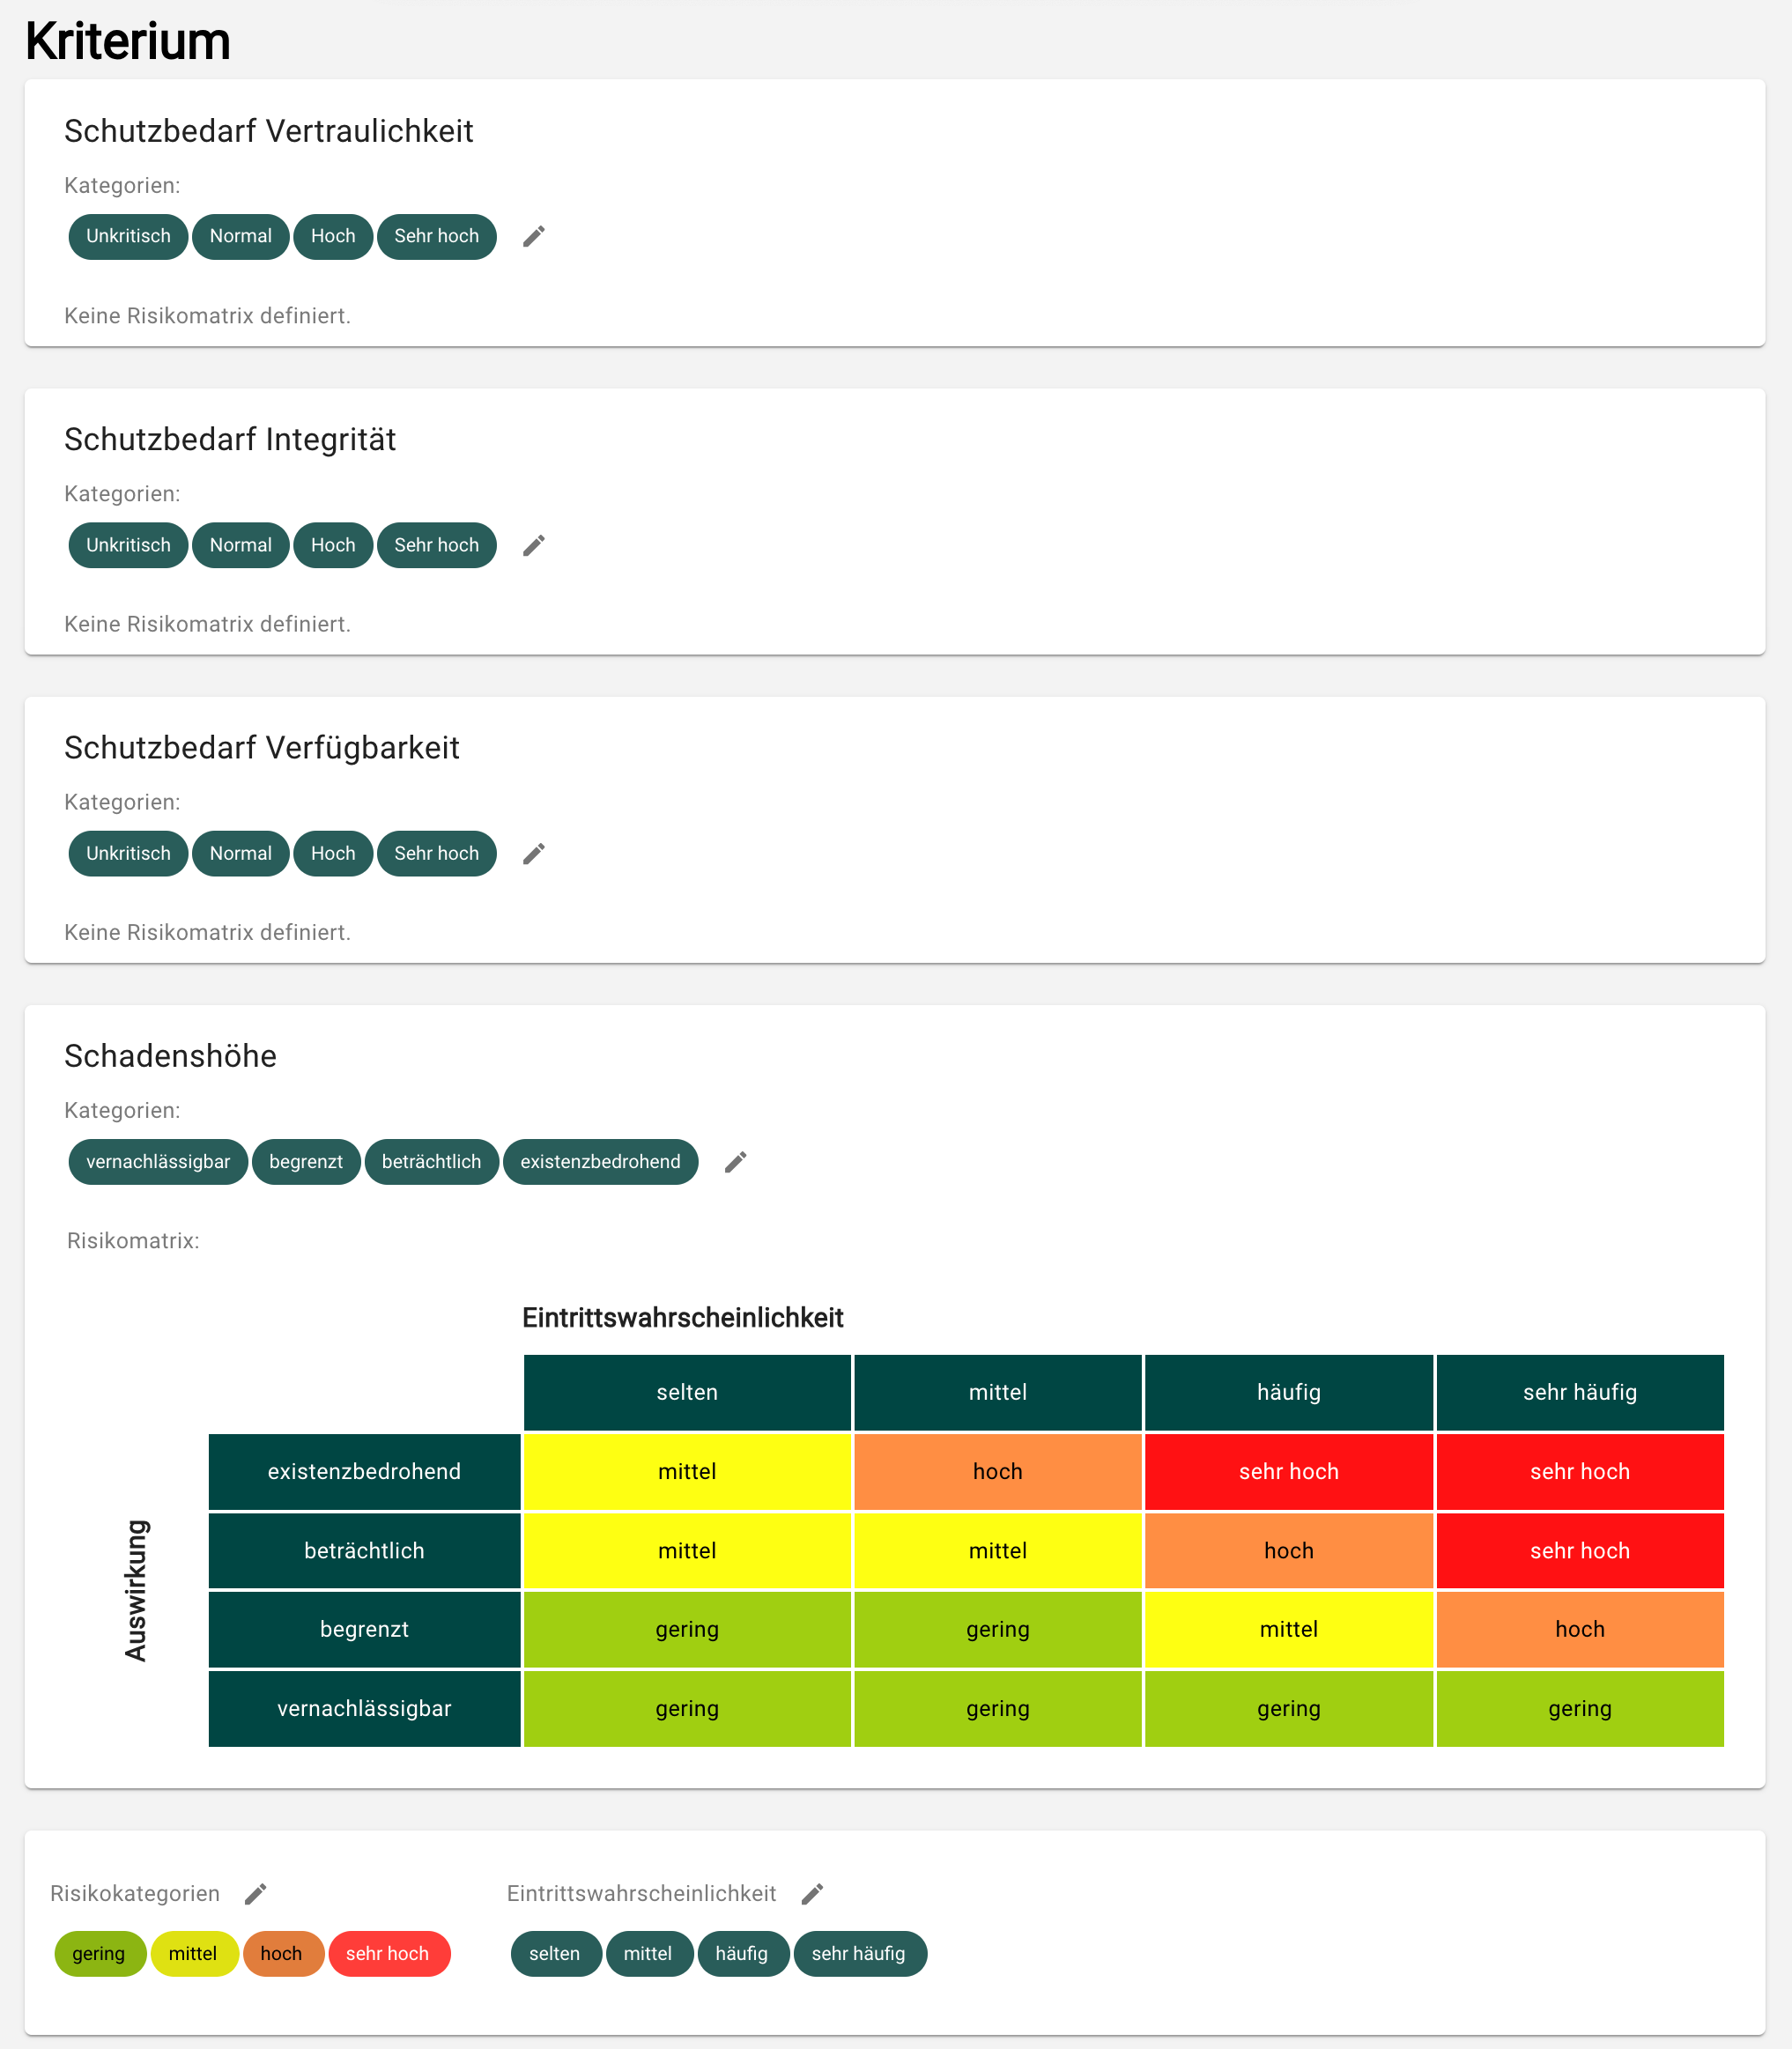 Kriterium
Schutzbedarf Vertraulichkeit
Kategorien:
Unkritisch Normal Hoch Sehr hoch
Keine Risikomatrix definiert.
Schutzbedarf Integrität
Kategorien:
Unkritisch Normal Hoch Sehr hoch
Keine Risikomatrix definiert.
Schutzbedarf Verfügbarkeit
Kategorien:
Unkritisch Normal Hoch Sehr hoch
Keine Risikomatrix definiert.
Schadenshöhe
Kategorien:
vernachlässigbar begrenzt beträchtlich existenzbedrohend
Risikomatrix:
Eintrittswahrscheinlichkeit
selten mittel häufig sehr häufig
Auswirkung
existenzbedrohend mittel hoch sehr hoch sehr hoch
beträchtlich mittel mittel hoch sehr hoch
begrenzt gering gering mittel hoch
vernachlässigbar gering gering gering gering
Risikokategorien
gering mittel hoch sehr hoch
Eintrittswahrscheinlichkeit
selten mittel häufig sehr häufig